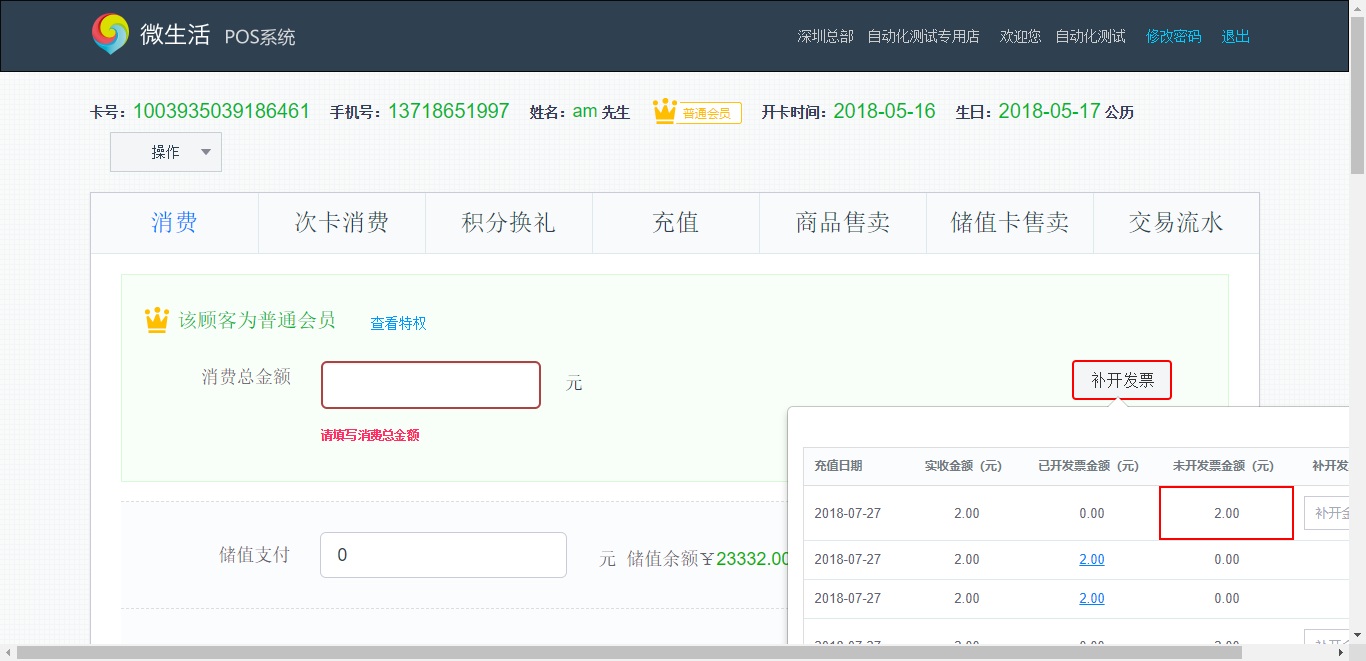 微生活 POS系统 深圳总部 自动化测试专用店 欢迎您 自动化测试 修改密码 退出
卡号：1003935039186461 手机号：13718651997 姓名：am 先生 普通会员 开卡时间：2018-05-16 生日：2018-05-17 公历
操作
消费 次卡消费 积分换礼 充值 商品售卖 储值卡售卖 交易流水
该顾客为普通会员 查看特权
消费总金额 元 补开发票
请填写消费总金额
充值日期 实收金额（元） 已开发票金额（元） 未开发票金额（元） 补开发
2018-07-27 2.00 0.00 2.00 补开金
储值支付 0 元 储值余额￥23332.00
2018-07-27 2.00 2.00 0.00
2018-07-27 2.00 2.00 0.00